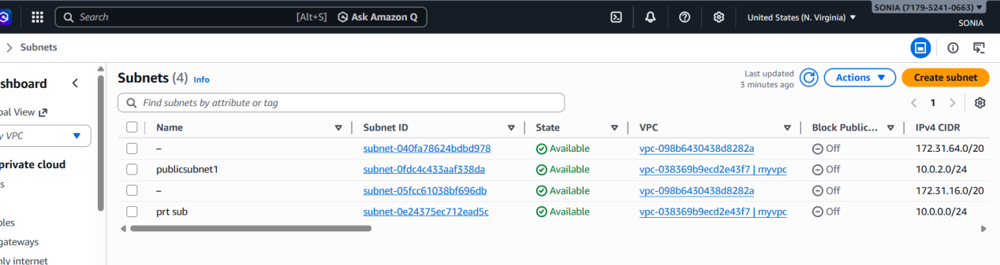 Search [Alt+S] Ask Amazon Q United States (N. Virginia) SONIA (7179-5241-0663)
SONIA
Subnets
shboard
bal View
y VPC
private cloud
s
les
gateways
nly internet
Subnets (4) Info
Last updated
3 minutes ago
Actions
Create subnet
Find subnets by attribute or tag
1
Name Subnet ID State VPC Block Public... IPv4 CIDR
– subnet-040fa78624bdbd978 Available vpc-098b6430438d8282a Off 172.31.64.0/20
publicsubnet1 subnet-0fdc4c433aaf338da Available vpc-038369b9ecd2e43f7 | myvpc Off 10.0.2.0/24
– subnet-05fcc61038bf696db Available vpc-098b6430438d8282a Off 172.31.16.0/20
prt sub subnet-0e24375ec712ead5c Available vpc-038369b9ecd2e43f7 | myvpc Off 10.0.0.0/24